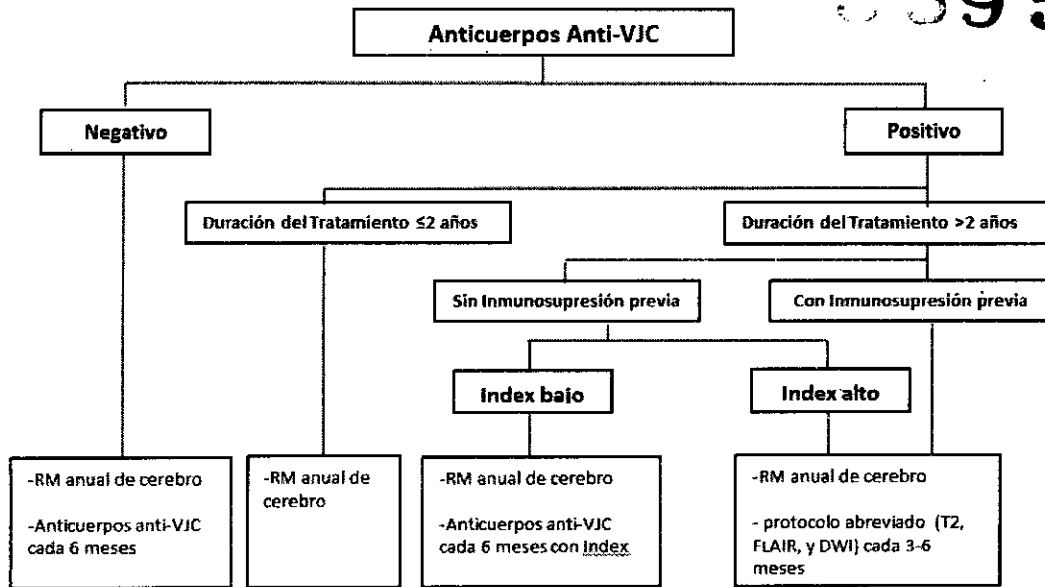 Anticuerpos Anti-VJC
Negativo
Positivo
Duración del Tratamiento ≤2 años
Duración del Tratamiento >2 años
Sin Inmunosupresión previa
Con Inmunosupresión previa
Index bajo
Index alto
-RM anual de cerebro
-Anticuerpos anti-VJC
cada 6 meses
-RM anual de
cerebro
-RM anual de cerebro
-Anticuerpos anti-VJC
cada 6 meses con Index
-RM anual de cerebro
- protocolo abreviado (T2,
FLAIR, y DWI) cada 3-6
meses